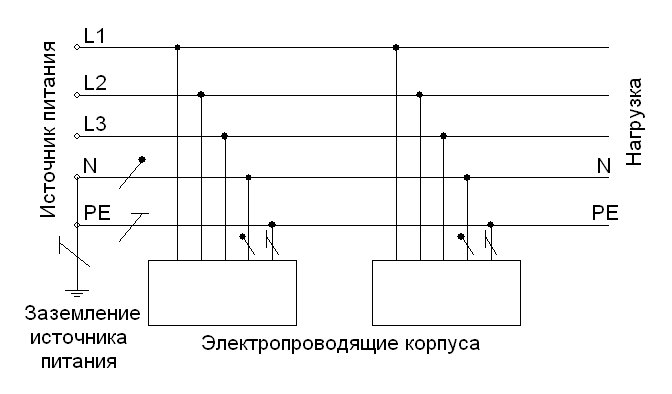 Источник питания
L1
L2
L3
N
PE
N
PE
Нагрузка
Заземление
источника
питания
Электропроводящие корпуса